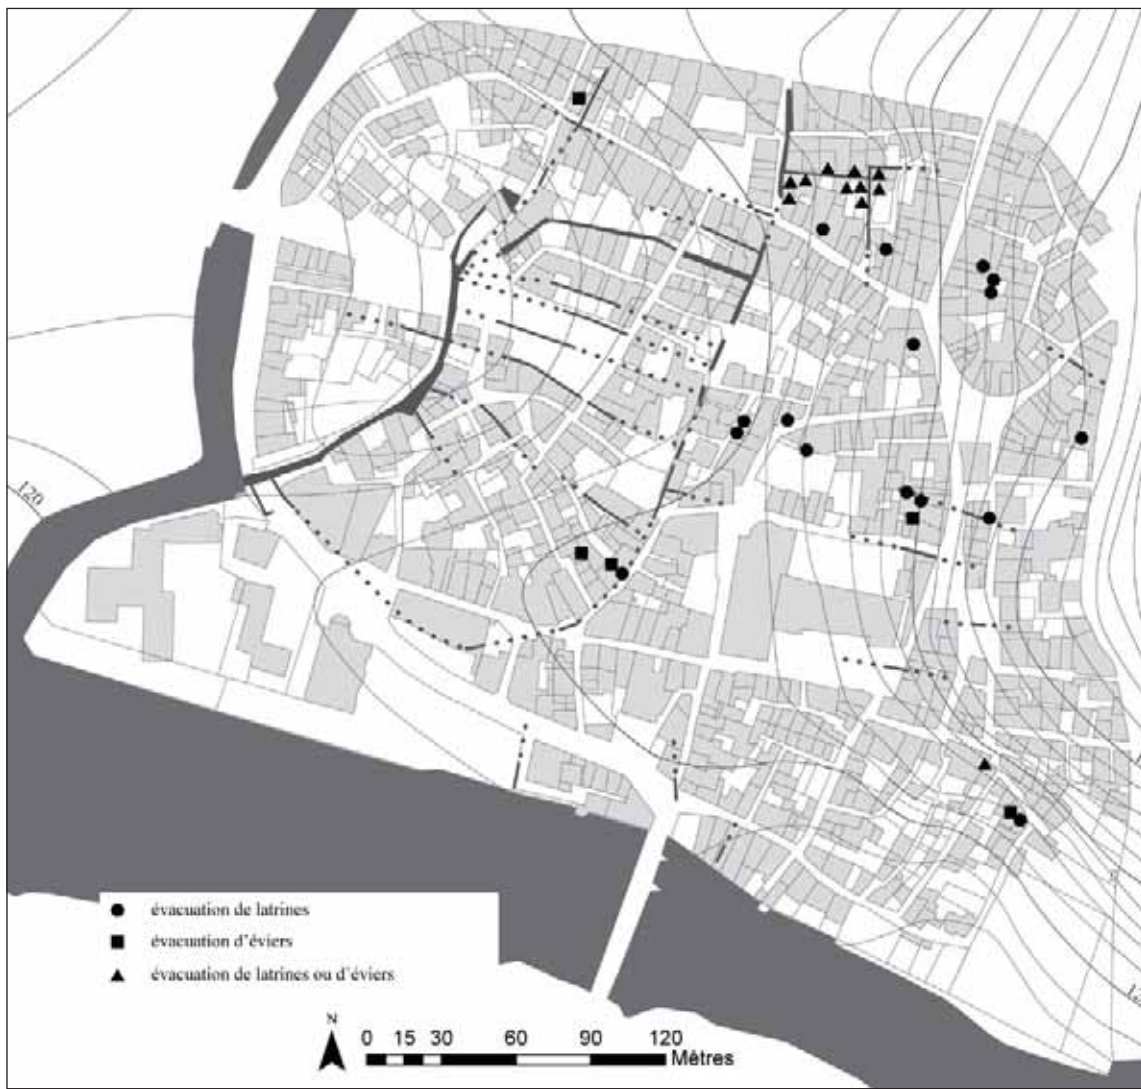 120
évacuation de latrines
évacuation d'éviers
évacuation de latrines ou d'éviers
N
0 15 30 60 90 120
Mètres